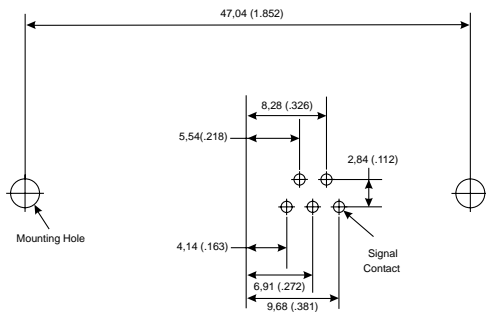 47,04 (1.852)
8,28 (.326)
5,54(.218)
2,84 (.112)
Mounting Hole
Signal
Contact
4,14 (.163)
6,91 (.272)
9,68 (.381)